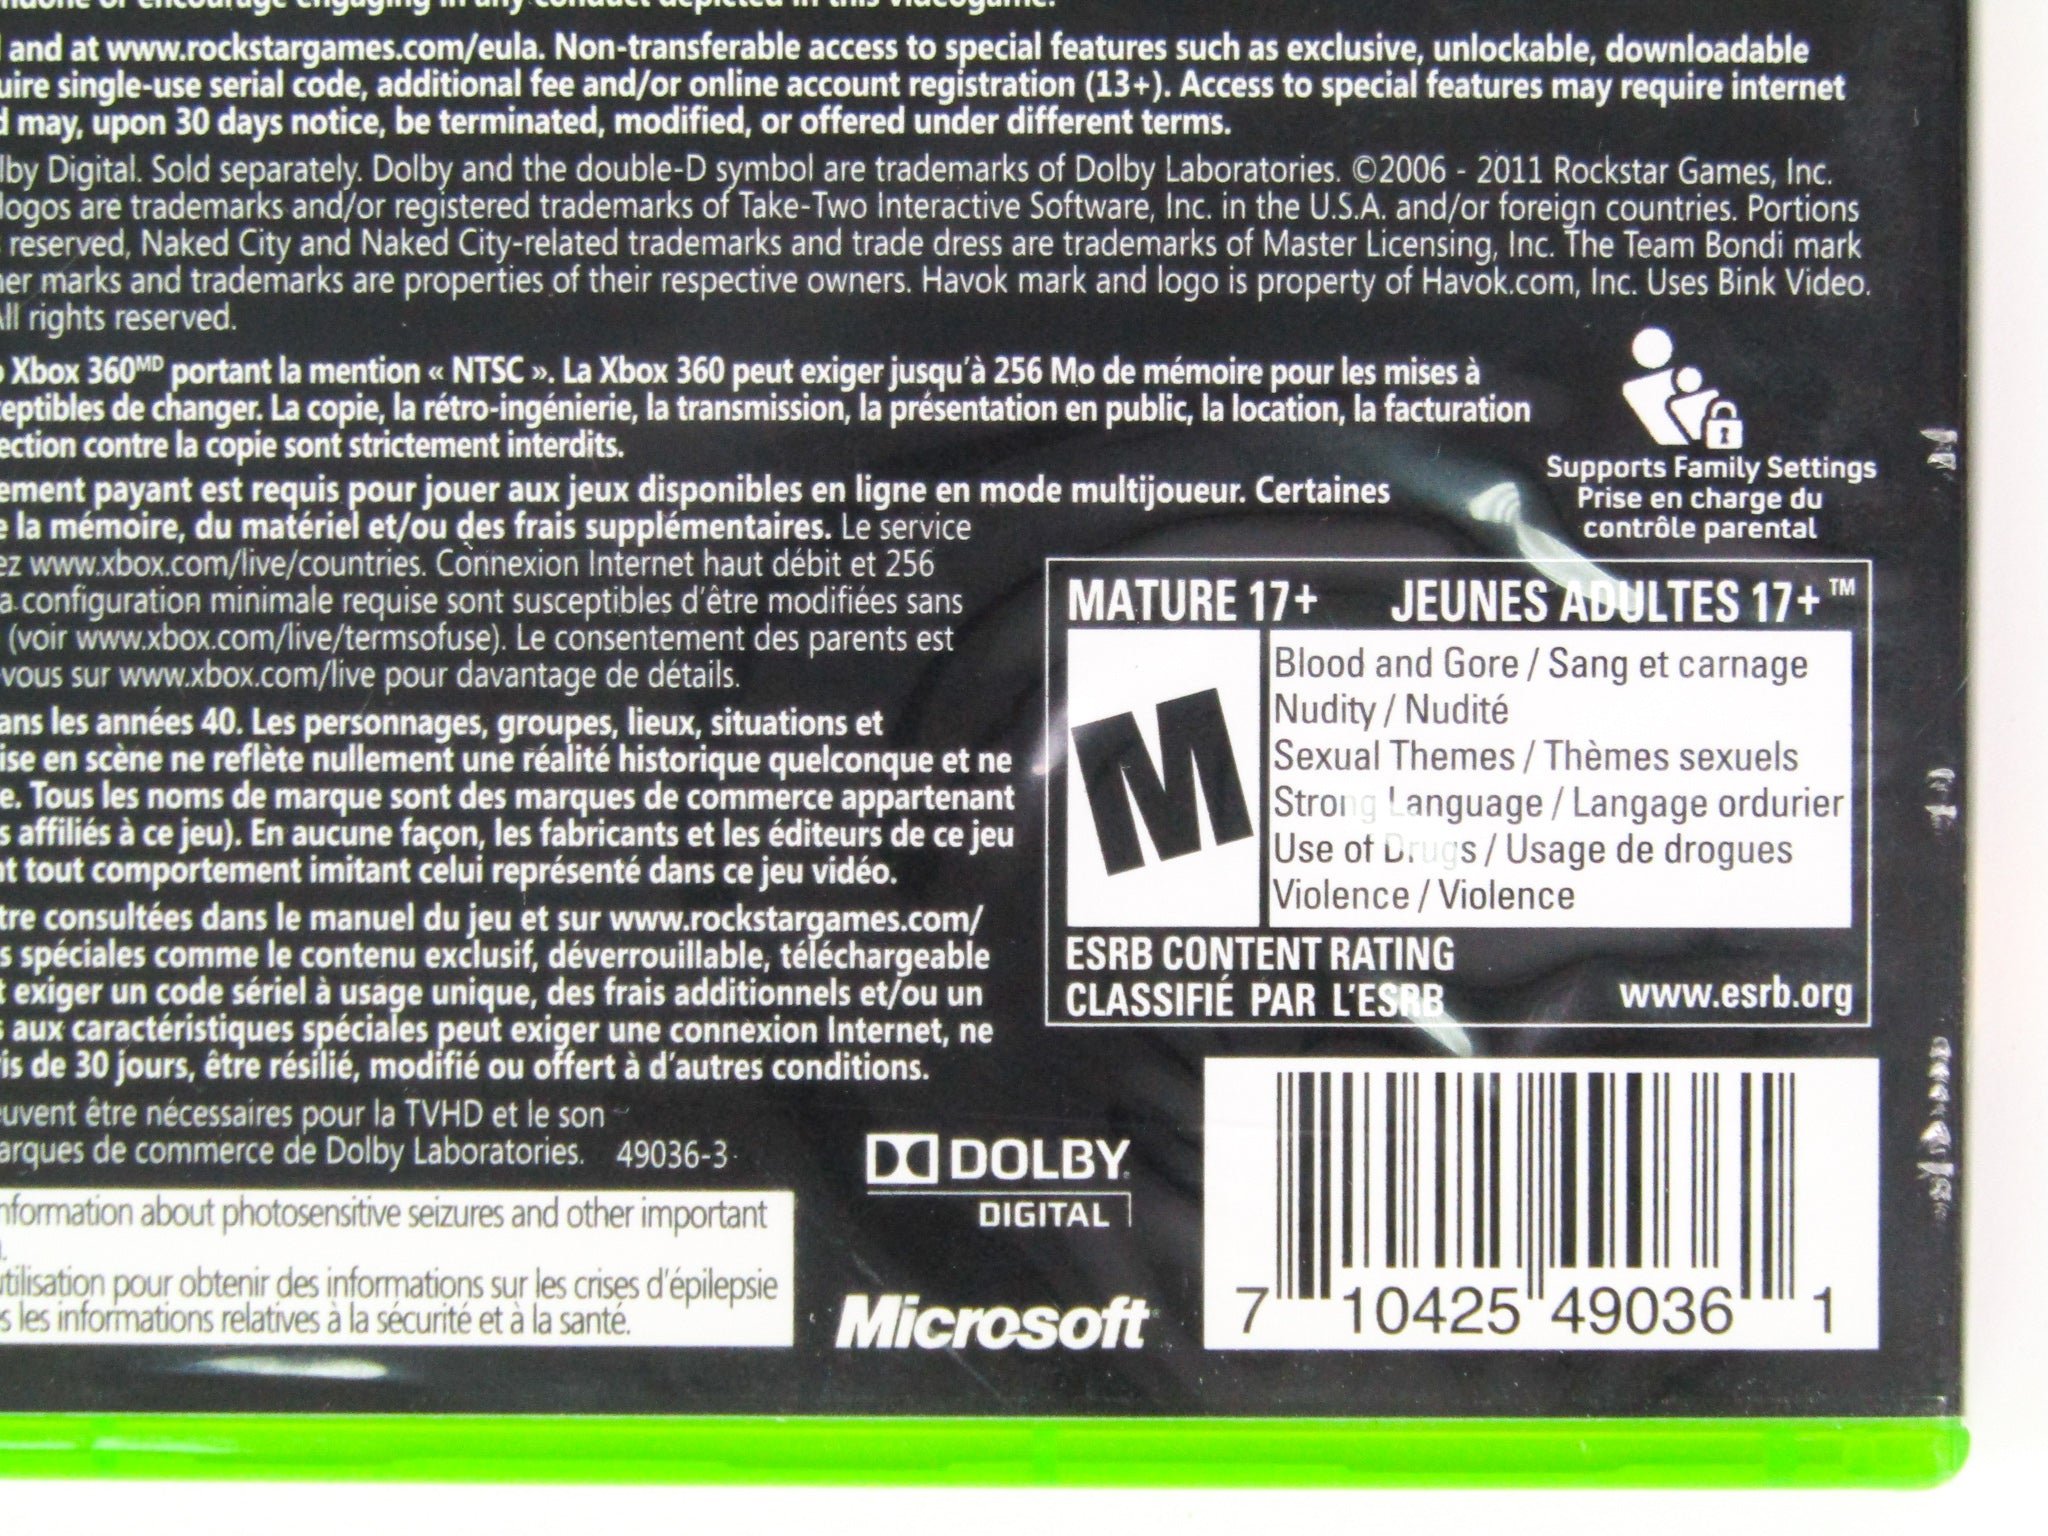 encourage engaging in any conduct depicted in this videogame.
and at www.rockstargames.com/eula. Non-transferable access to special features such as exclusive, unlockable, downloadable
single-use serial code, additional fee and/or online account registration (13+). Access to special features may require internet
may, upon 30 days notice, be terminated, modified, or offered under different terms.
Digital. Sold separately. Dolby and the double-D symbol are trademarks of Dolby Laboratories. ©2006 - 2011 Rockstar Games, Inc.
logos are trademarks and/or registered trademarks of Take-Two Interactive Software, Inc. in the U.S.A. and/or foreign countries. Portions
reserved, Naked City and Naked City-related trademarks and trade dress are trademarks of Master Licensing, Inc. The Team Bondi mark
marks and trademarks are properties of their respective owners. Havok mark and logo is property of Havok.com, Inc. Uses Bink Video.
All rights reserved.
Xbox 360MD portant la mention « NTSC ». La Xbox 360 peut exiger jusqu'à 256 Mo de mémoire pour les mises à
de changer. La copie, la rétro-ingénierie, la transmission, la présentation en public, la location, la facturation
contre la copie sont strictement interdits.
payant est requis pour jouer aux jeux disponibles en ligne en mode multijoueur. Certaines
la mémoire, du matériel et/ou des frais supplémentaires. Le service
www.xbox.com/live/countries. Connexion Internet haut débit et 256
configuration minimale requise sont susceptibles d'être modifiées sans
(voir www.xbox.com/live/termsofuse). Le consentement des parents est
-vous sur www.xbox.com/live pour davantage de détails.
les années 40. Les personnages, groupes, lieux, situations et
en scène ne reflète nullement une réalité historique quelconque et ne
Tous les noms de marque sont des marques de commerce appartenant
affiliés à ce jeu). En aucune façon, les fabricants et les éditeurs de ce jeu
tout comportement imitant celui représenté dans ce jeu vidéo.
consultées dans le manuel du jeu et sur www.rockstargames.com/
spéciales comme le contenu exclusif, déverrouillable, téléchargeable
exiger un code sériel à usage unique, des frais additionnels et/ou un
aux caractéristiques spéciales peut exiger une connexion Internet, ne
de 30 jours, être résilié, modifié ou offert à d'autres conditions.
être nécessaires pour la TVHD et le son
de commerce de Dolby Laboratories. 49036-3
information about photosensitive seizures and other important
utilisation pour obtenir des informations sur les crises d'épilepsie
les informations relatives à la sécurité et à la santé.
Supports Family Settings
Prise en charge du
contrôle parental
MATURE 17+ JEUNES ADULTES 17+™
M
Blood and Gore / Sang et carnage
Nudity / Nudité
Sexual Themes / Thèmes sexuels
Strong Language / Langage ordurier
Use of Drugs / Usage de drogues
Violence / Violence
ESRB CONTENT RATING
CLASSIFIÉ PAR L'ESRB www.esrb.org
DOLBY
DIGITAL
Microsoft
7 10425 49036 1